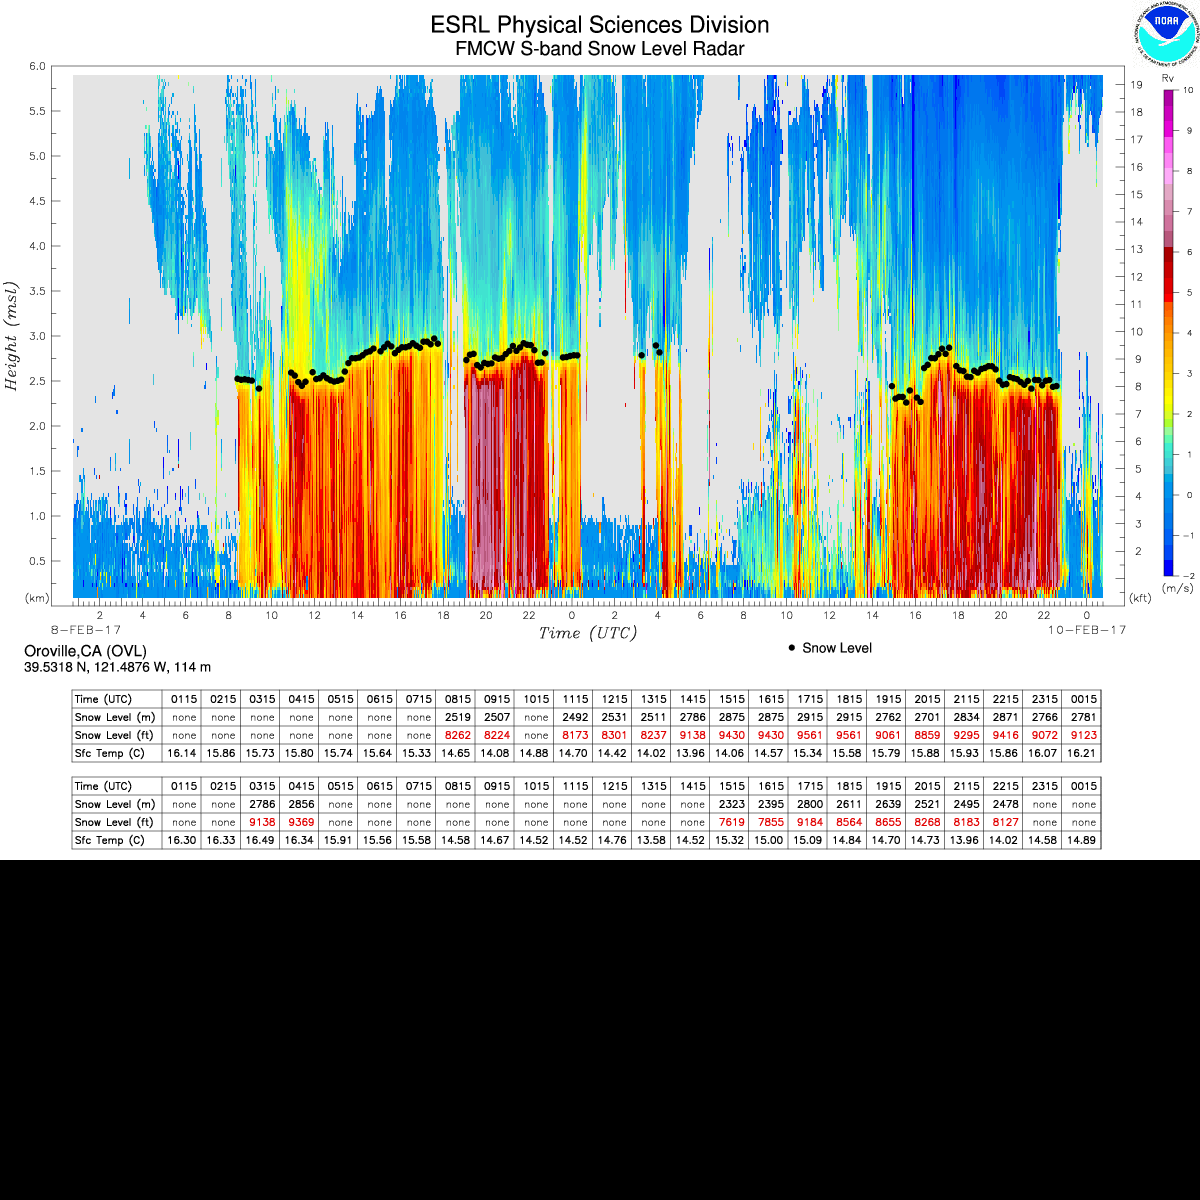 ESRL Physical Sciences Division
FMCW S-band Snow Level Radar
NOAA
NATIONAL OCEANIC AND ATMOSPHERIC ADMINISTRATION
U.S. DEPARTMENT OF COMMERCE
Rv
6.0
5.5
5.0
4.5
4.0
3.5
3.0
2.5
2.0
1.5
1.0
0.5
(km)
Height (msl)
19
18
17
16
15
14
13
12
11
10
9
8
7
6
5
4
3
2
(kft)
10
9
8
7
6
5
4
3
2
1
0
−1
−2
(m/s)
2 4 6 8 10 12 14 16 18 20 22 0 2 4 6 8 10 12 14 16 18 20 22 0
8-FEB-17 Time (UTC) 10-FEB-17
Oroville,CA (OVL)
39.5318 N, 121.4876 W, 114 m
Snow Level
Time (UTC) 0115 0215 0315 0415 0515 0615 0715 0815 0915 1015 1115 1215 1315 1415 1515 1615 1715 1815 1915 2015 2115 2215 2315 0015
Snow Level (m) none none none none none none none 2519 2507 none 2492 2531 2511 2786 2875 2875 2915 2915 2762 2701 2834 2871 2766 2781
Snow Level (ft) none none none none none none none 8262 8224 none 8173 8301 8237 9138 9430 9430 9561 9561 9061 8859 9295 9416 9072 9123
Sfc Temp (C) 16.14 15.86 15.73 15.80 15.74 15.64 15.33 14.65 14.08 14.88 14.70 14.42 14.02 13.96 14.06 14.57 15.34 15.58 15.79 15.88 15.93 15.86 16.07 16.21
Time (UTC) 0115 0215 0315 0415 0515 0615 0715 0815 0915 1015 1115 1215 1315 1415 1515 1615 1715 1815 1915 2015 2115 2215 2315 0015
Snow Level (m) none none 2786 2856 none none none none none none none none none none 2323 2395 2800 2611 2639 2521 2495 2478 none none
Snow Level (ft) none none 9138 9369 none none none none none none none none none none 7619 7855 9184 8564 8655 8268 8183 8127 none none
Sfc Temp (C) 16.30 16.33 16.49 16.34 15.91 15.56 15.58 14.58 14.67 14.52 14.52 14.76 13.58 14.52 15.32 15.00 15.09 14.84 14.70 14.73 13.96 14.02 14.58 14.89